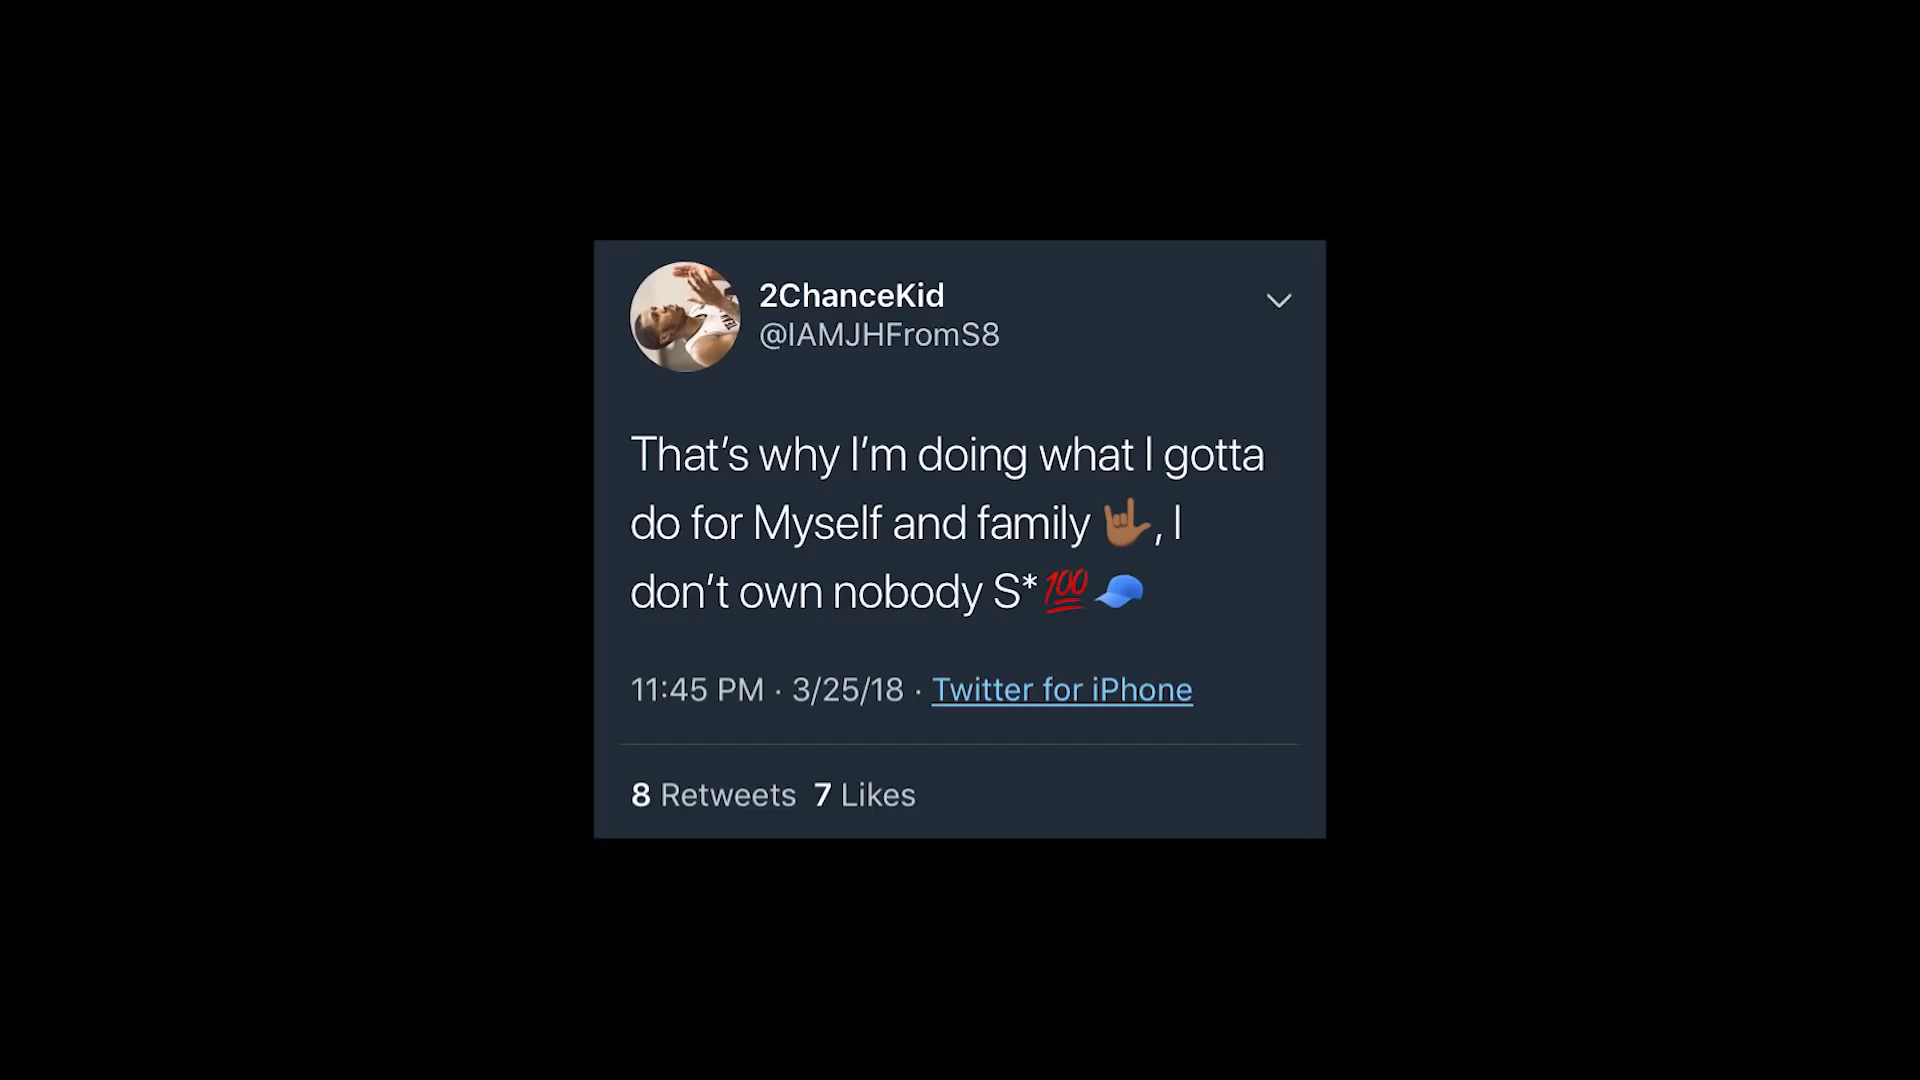 2ChanceKid
@IAMJHFromS8
That's why I'm doing what I gotta
do for Myself and family 🤟🏾, I
don't own nobody S*💯🧢
11:45 PM · 3/25/18 · Twitter for iPhone
8 Retweets 7 Likes